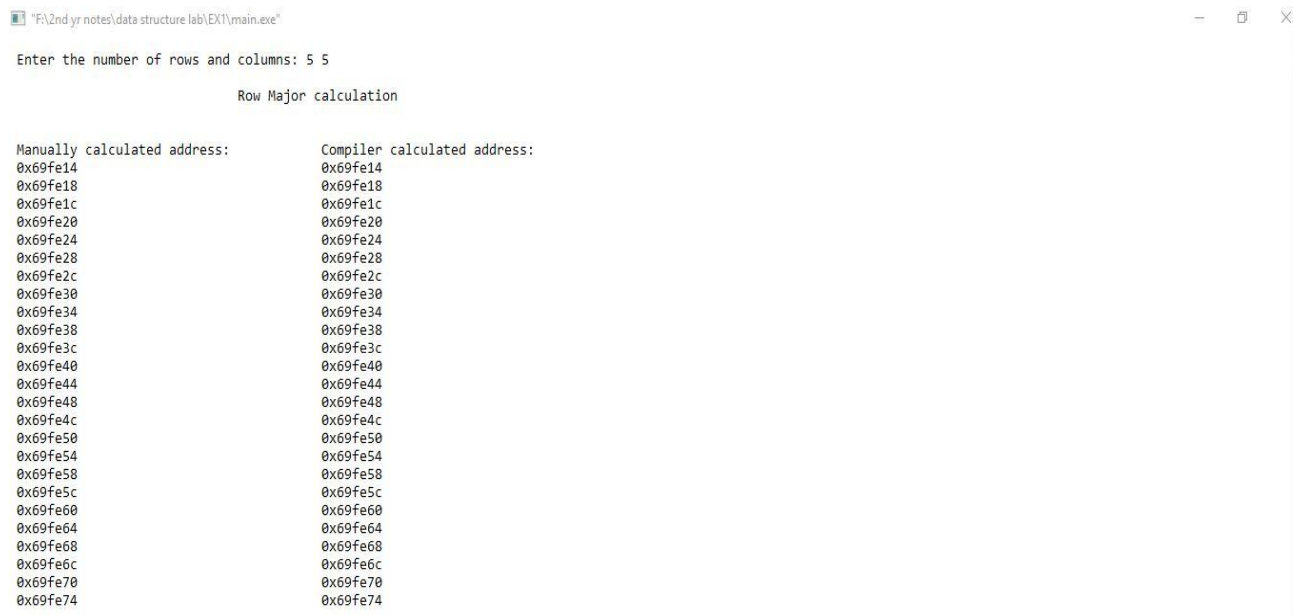 "F:\2nd yr notes\data structure lab\EX1\main.exe"
Enter the number of rows and columns: 5 5
Row Major calculation
Manually calculated address: Compiler calculated address:
0x69fe14 0x69fe14
0x69fe18 0x69fe18
0x69fe1c 0x69fe1c
0x69fe20 0x69fe20
0x69fe24 0x69fe24
0x69fe28 0x69fe28
0x69fe2c 0x69fe2c
0x69fe30 0x69fe30
0x69fe34 0x69fe34
0x69fe38 0x69fe38
0x69fe3c 0x69fe3c
0x69fe40 0x69fe40
0x69fe44 0x69fe44
0x69fe48 0x69fe48
0x69fe4c 0x69fe4c
0x69fe50 0x69fe50
0x69fe54 0x69fe54
0x69fe58 0x69fe58
0x69fe5c 0x69fe5c
0x69fe60 0x69fe60
0x69fe64 0x69fe64
0x69fe68 0x69fe68
0x69fe6c 0x69fe6c
0x69fe70 0x69fe70
0x69fe74 0x69fe74